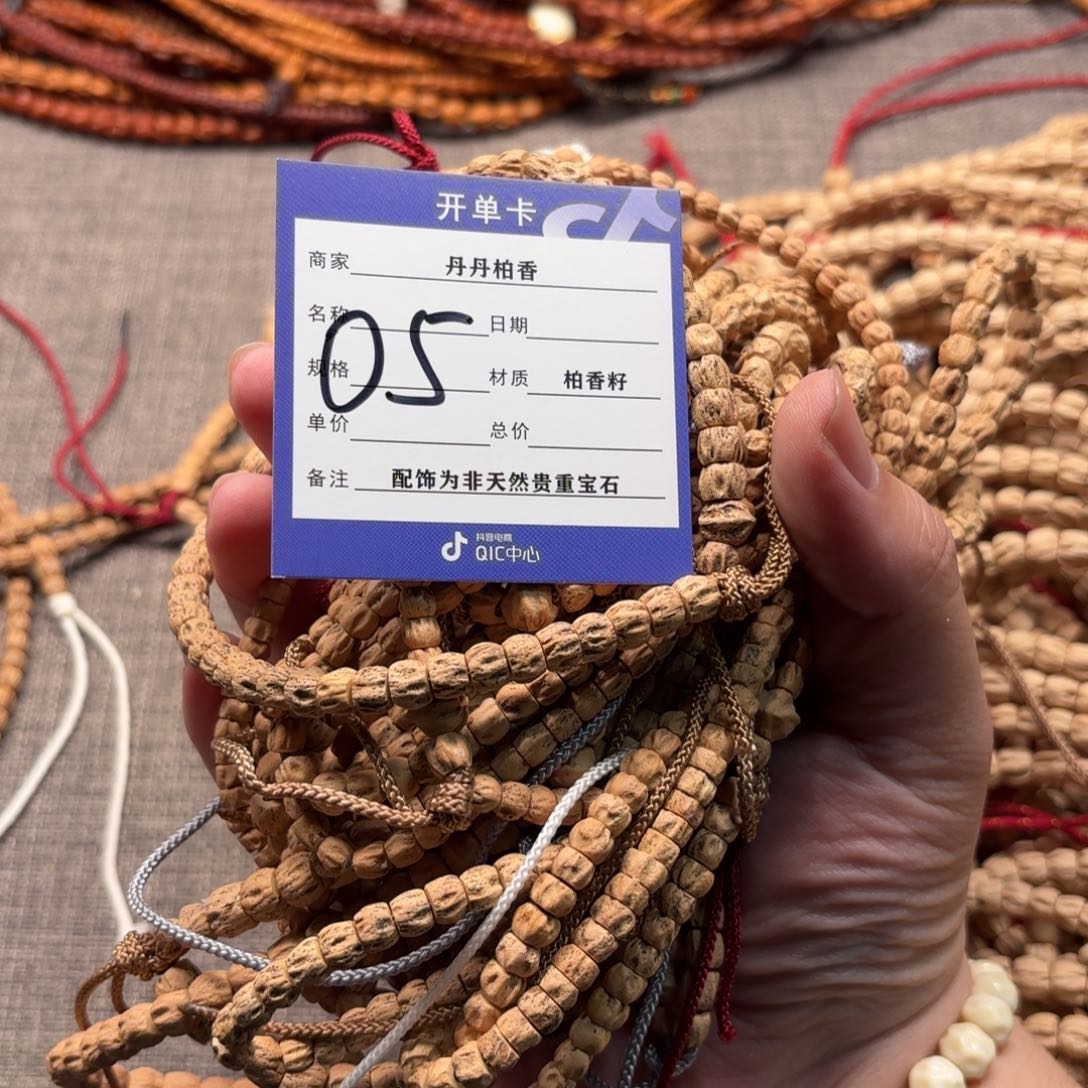 开单卡
商家 丹丹柏香
名称 日期
05
规格 材质 柏香籽
单价 总价
备注 配饰为非天然贵重宝石
抖音电商
QIC中心